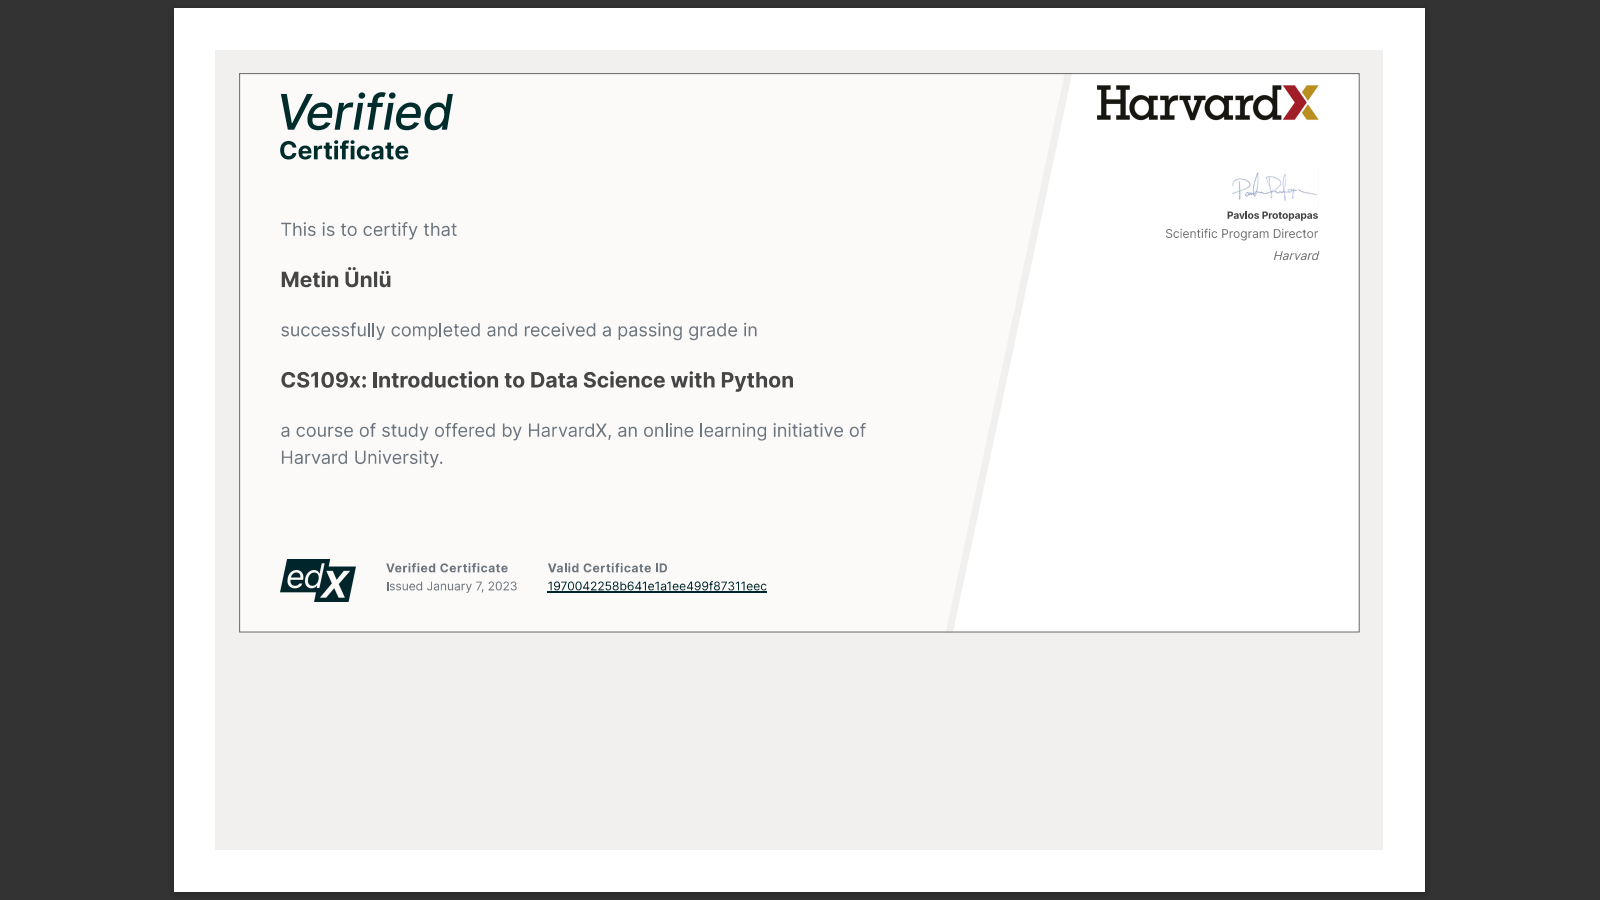 Verified
Certificate
HarvardX
Pavlos Protopapas
Scientific Program Director
Harvard
This is to certify that
Metin Ünlü
successfully completed and received a passing grade in
CS109x: Introduction to Data Science with Python
a course of study offered by HarvardX, an online learning initiative of
Harvard University.
edX
Verified Certificate
Issued January 7, 2023
Valid Certificate ID
1970042258b641e1a1ee499f87311eec